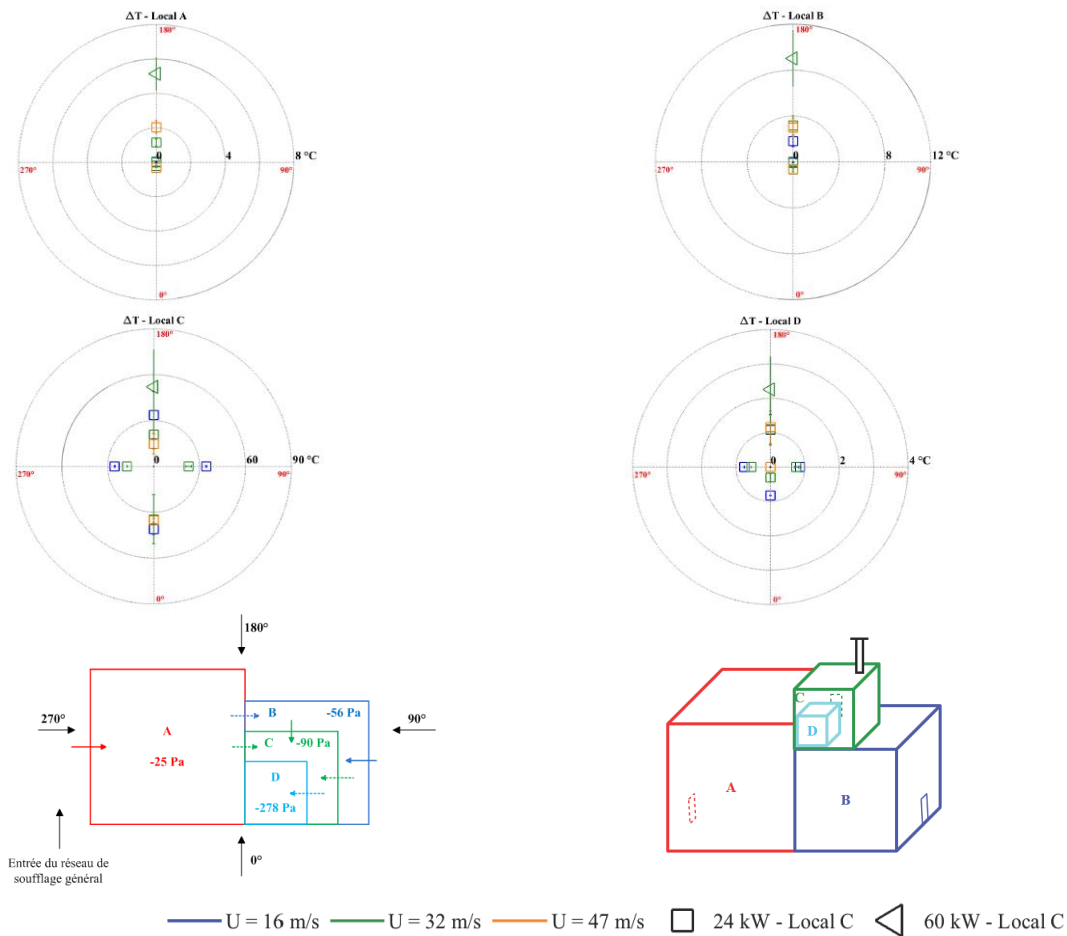 ΔT - Local A
180°
0 4 8 °C
270° 90°
0°
ΔT - Local B
180°
0 8 12 °C
270° 90°
0°
ΔT - Local C
180°
0 60 90 °C
270° 90°
0°
ΔT - Local D
180°
0 2 4 °C
270° 90°
0°
180°
270° 90°
A
-25 Pa
B -56 Pa
C -90 Pa
D
-278 Pa
0°
Entrée du réseau de
soufflage général
C
D
A B
U = 16 m/s U = 32 m/s U = 47 m/s 24 kW - Local C 60 kW - Local C